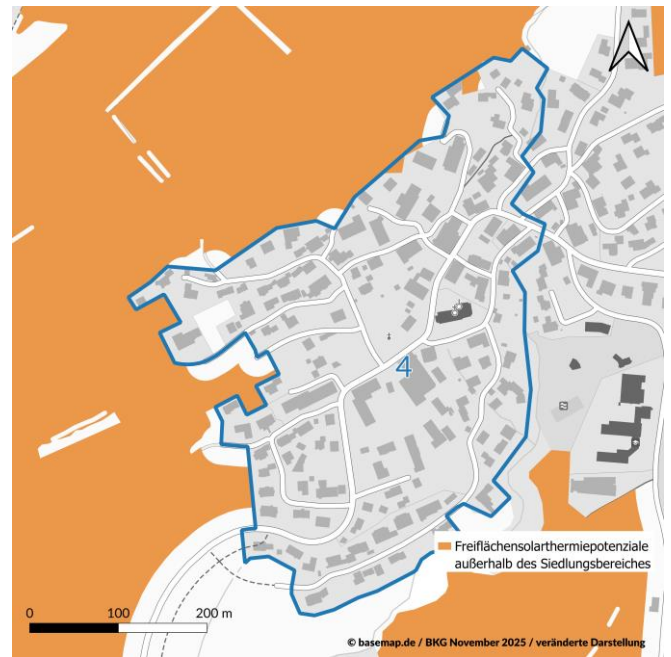 4
Freiflächensolarthermiepotenziale
außerhalb des Siedlungsbereiches
0 100 200 m
© basemap.de / BKG November 2025 / veränderte Darstellung